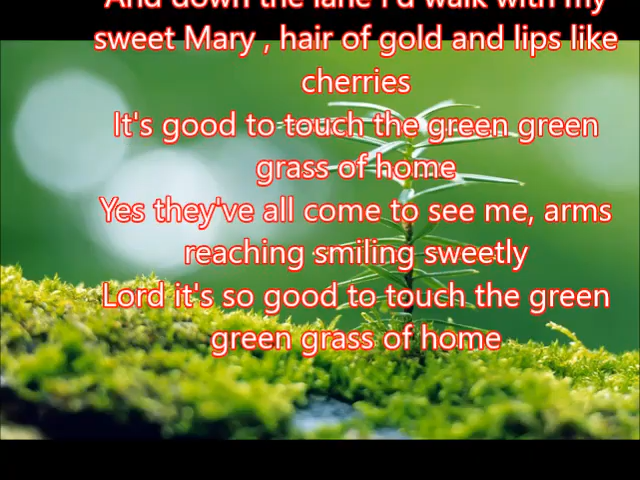 And down the lane I'd walk with my
sweet Mary , hair of gold and lips like
cherries
It's good to touch the green green
grass of home
Yes they've all come to see me, arms
reaching smiling sweetly
Lord it's so good to touch the green
green grass of home